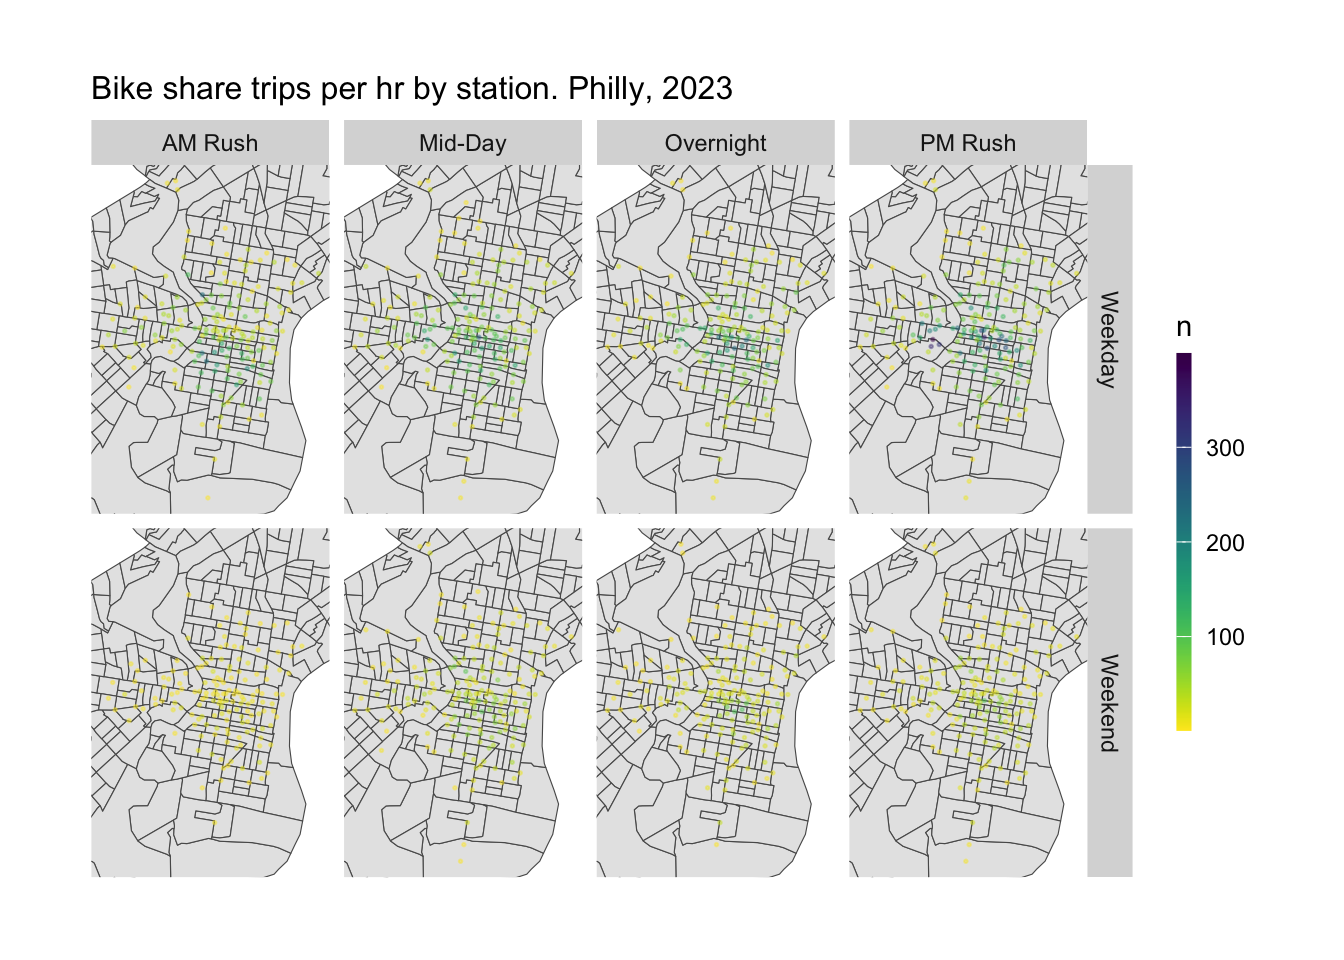 Bike share trips per hr by station. Philly, 2023
AM Rush
Mid-Day
Overnight
PM Rush
Weekday
Weekend
n
300
200
100